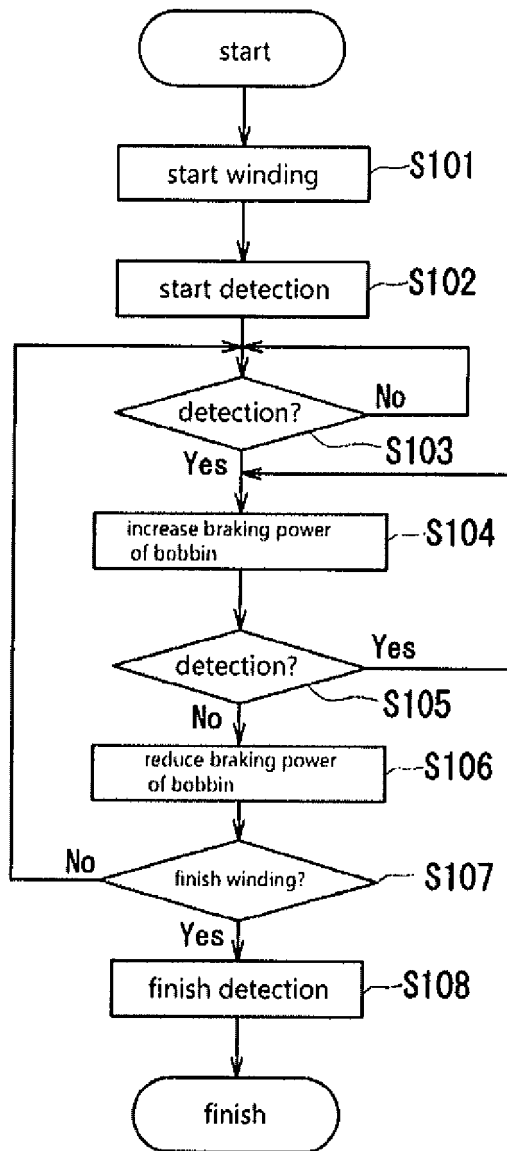 start
start winding
S101
start detection
S102
detection?
No
S103
Yes
increase braking power
of bobbin
S104
detection?
Yes
S105
No
reduce braking power
of bobbin
S106
No
finish winding?
S107
Yes
finish detection
S108
finish